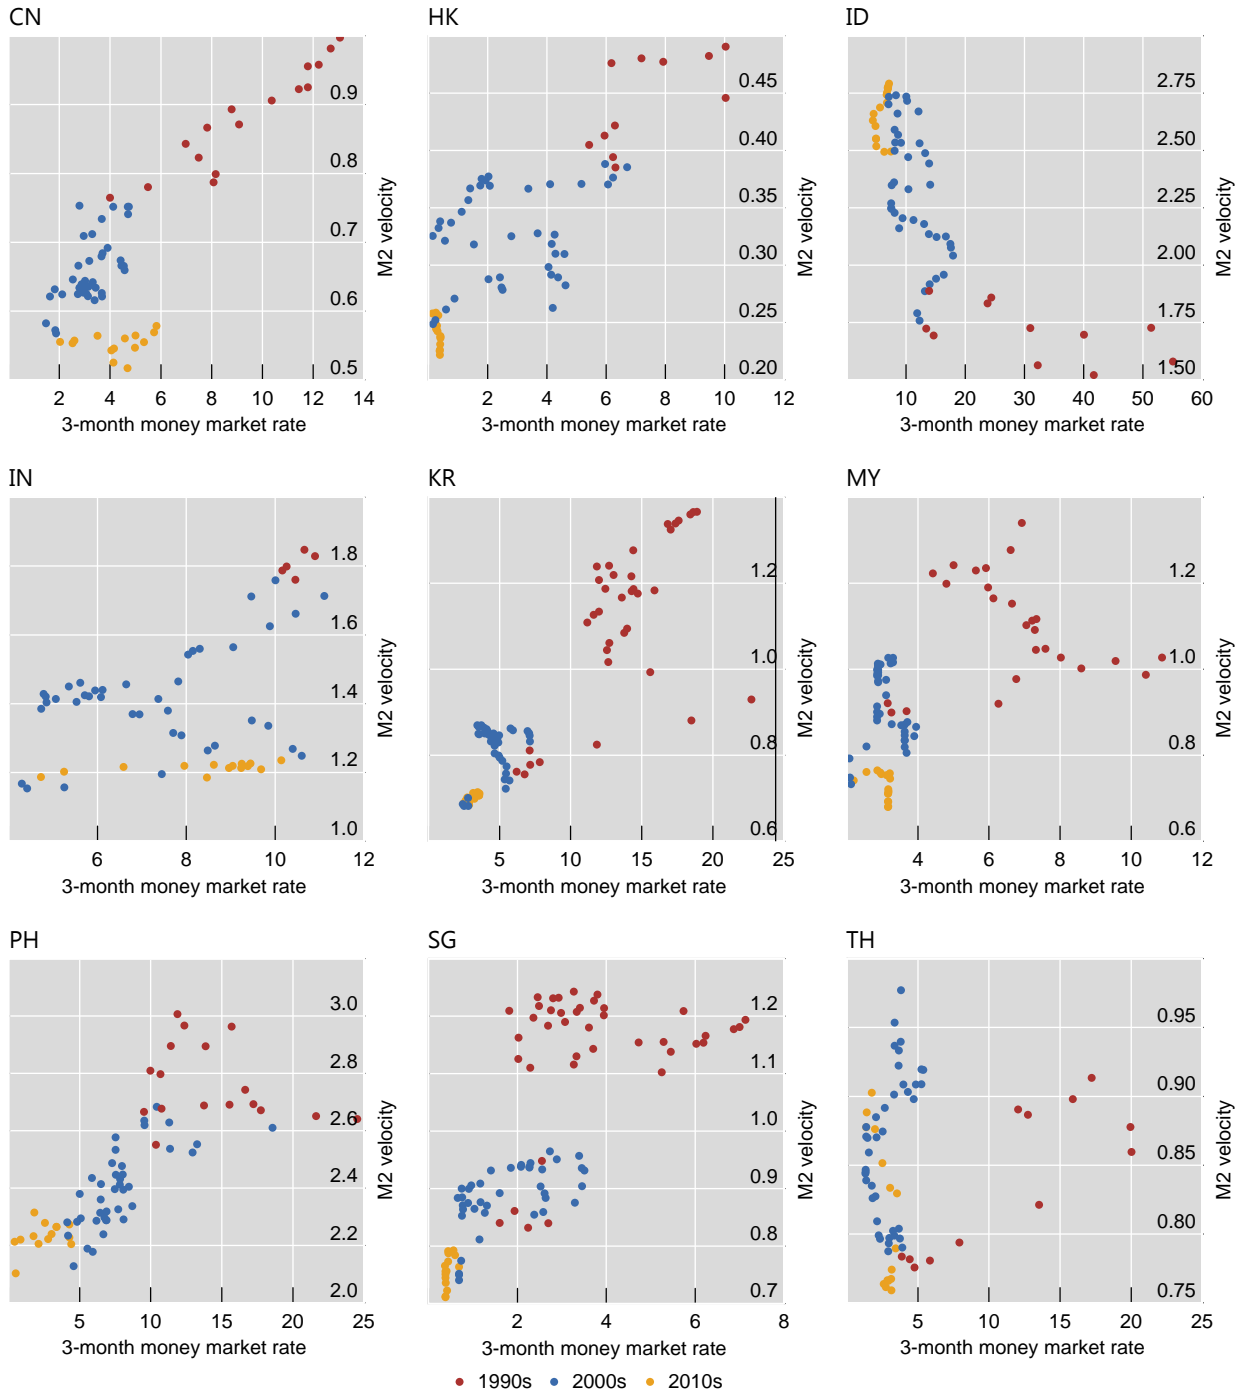 CN
0.9
0.8
0.7
0.6
0.5
M2 velocity
2 4 6 8 10 12 14
3-month money market rate
HK
0.45
0.40
0.35
0.30
0.25
0.20
M2 velocity
2 4 6 8 10 12
3-month money market rate
ID
2.75
2.50
2.25
2.00
1.75
1.50
M2 velocity
10 20 30 40 50 60
3-month money market rate
IN
1.8
1.6
1.4
1.2
1.0
M2 velocity
6 8 10 12
3-month money market rate
KR
1.2
1.0
0.8
0.6
M2 velocity
5 10 15 20 25
3-month money market rate
MY
1.2
1.0
0.8
0.6
M2 velocity
4 6 8 10 12
3-month money market rate
PH
3.0
2.8
2.6
2.4
2.2
2.0
M2 velocity
5 10 15 20 25
3-month money market rate
SG
1.2
1.1
1.0
0.9
0.8
0.7
M2 velocity
2 4 6 8
3-month money market rate
TH
0.95
0.90
0.85
0.80
0.75
M2 velocity
5 10 15 20 25
3-month money market rate
1990s 2000s 2010s